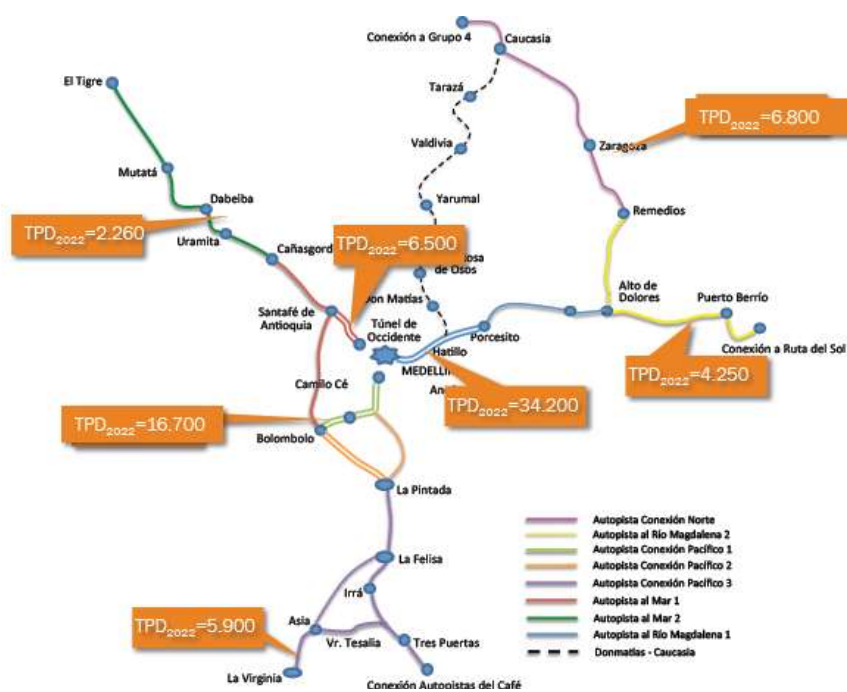 Conexión a Grupo 4
Caucasia
El Tigre
Tarazá
TPD2022=6.800
Valdivia
Zaragoza
Mutatá
Dabeiba
Yarumal
Remedios
TPD2022=2.260
Uramita
TPD2022=6.500
Cañasgord
osa
de Osos
Santafé de
Antioquia
on Matías
Alto de
Dolores
Puerto Berrío
Túnel de
Occidente
Porcesito
Hatillo
Conexión a Ruta del Sol
MEDELLI
Camilo Cé
TPD2022=4.250
TPD2022=34.200
TPD2022=16.700
Bolombolo
La Pintada
Autopista Conexión Norte
Autopista al Río Magdalena 2
Autopista Conexión Pacífico 1
Autopista Conexión Pacífico 2
Autopista Conexión Pacífico 3
Autopista al Mar 1
Autopista al Mar 2
Autopista al Río Magdalena 1
Donmatías - Caucasia
La Felisa
Irrá
TPD2022=5.900
Asia
Vr. Tesalia
Tres Puertas
La Virginia
Conexión Autopistas del Café